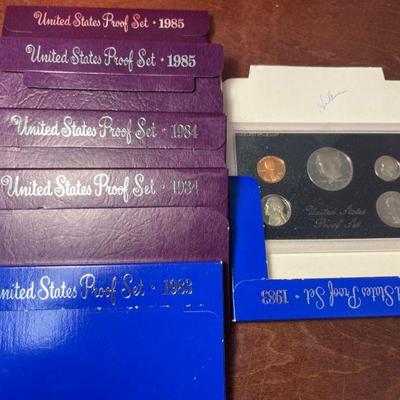 United States Proof Set · 1985
United States Proof Set · 1985
United States Proof Set · 1984
United States Proof Set · 1984
United States Proof Set · 1983
United States
Proof Set
d States Proof Set · 1983